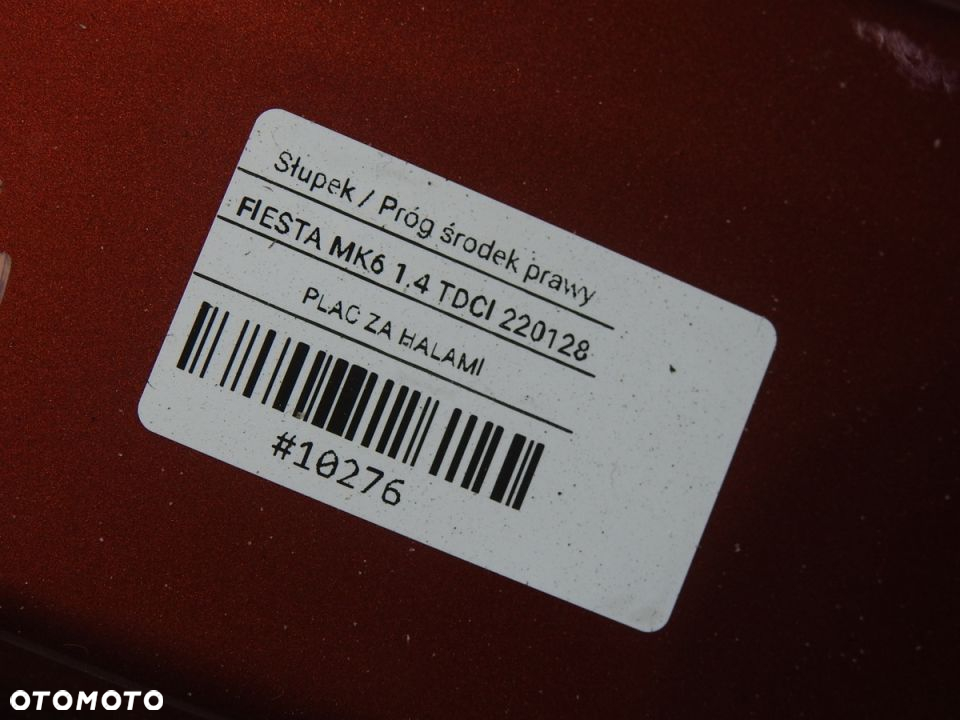 Słupek / Próg środek prawy
FIESTA MK6 1.4 TDCI 220128
PLAC ZA HALAMI
#10276
OTOMOTO